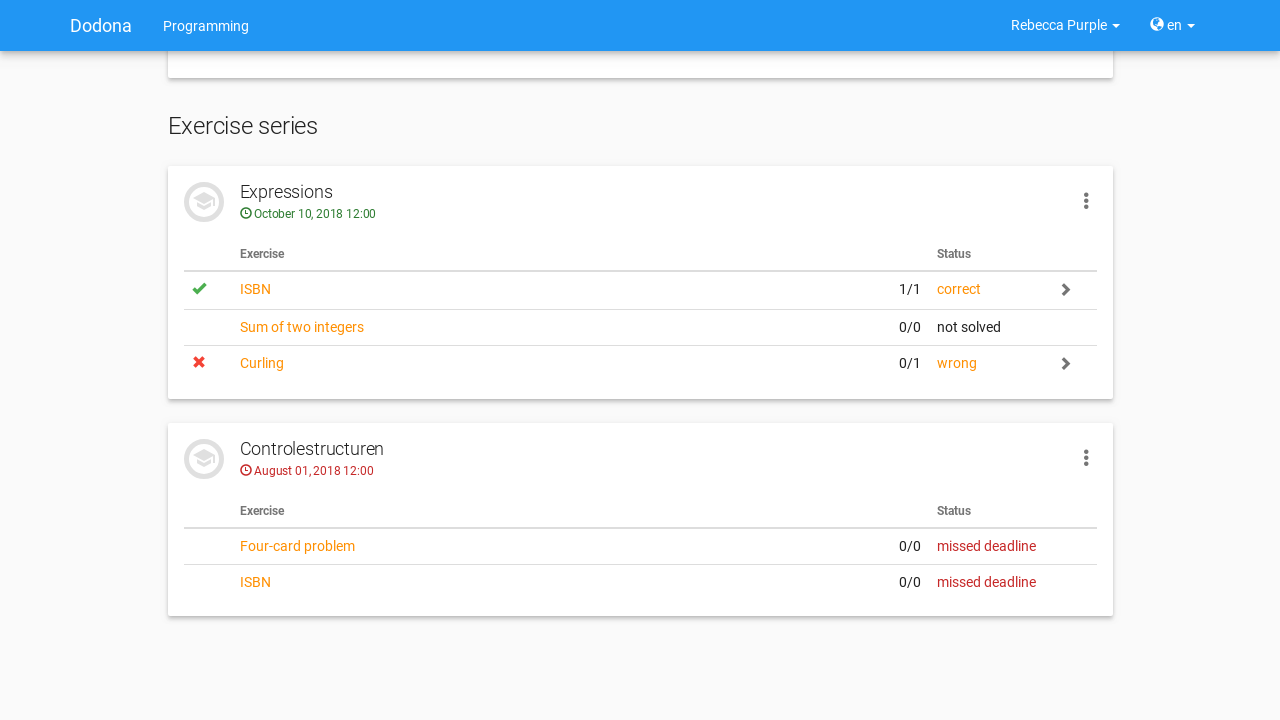 Dodona Programming Rebecca Purple en
Exercise series
Expressions
October 10, 2018 12:00
Exercise Status
ISBN 1/1 correct
Sum of two integers 0/0 not solved
Curling 0/1 wrong
Controlestructuren
August 01, 2018 12:00
Exercise Status
Four-card problem 0/0 missed deadline
ISBN 0/0 missed deadline